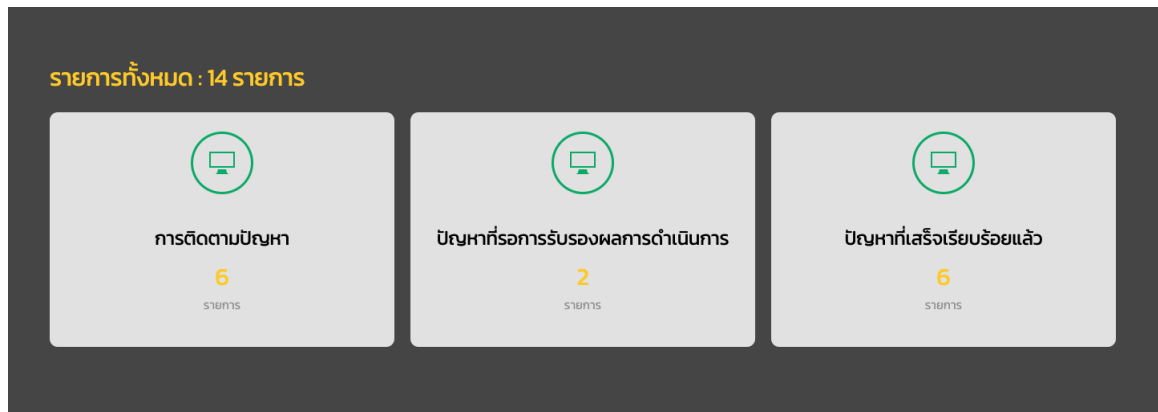 รายการทั้งหมด : 14 รายการ
การติดตามปัญหา
6
รายการ
ปัญหาที่รอการรับรองผลการดำเนินการ
2
รายการ
ปัญหาที่เสร็จเรียบร้อยแล้ว
6
รายการ